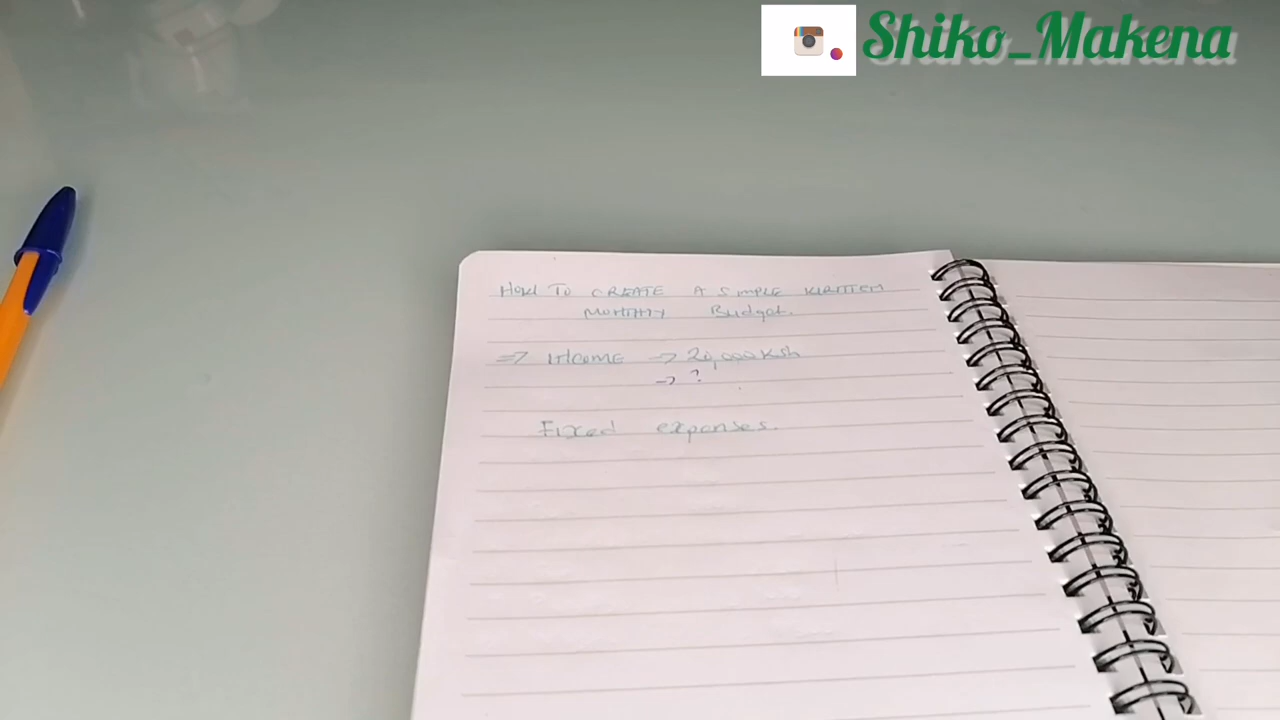 Shiko_Makena
HOW TO CREATE A SIMPLE WRITTEN
MONTHLY Budget.
⇒ INCOME → 20,000 Ksh
→ ?
Fixed expenses.